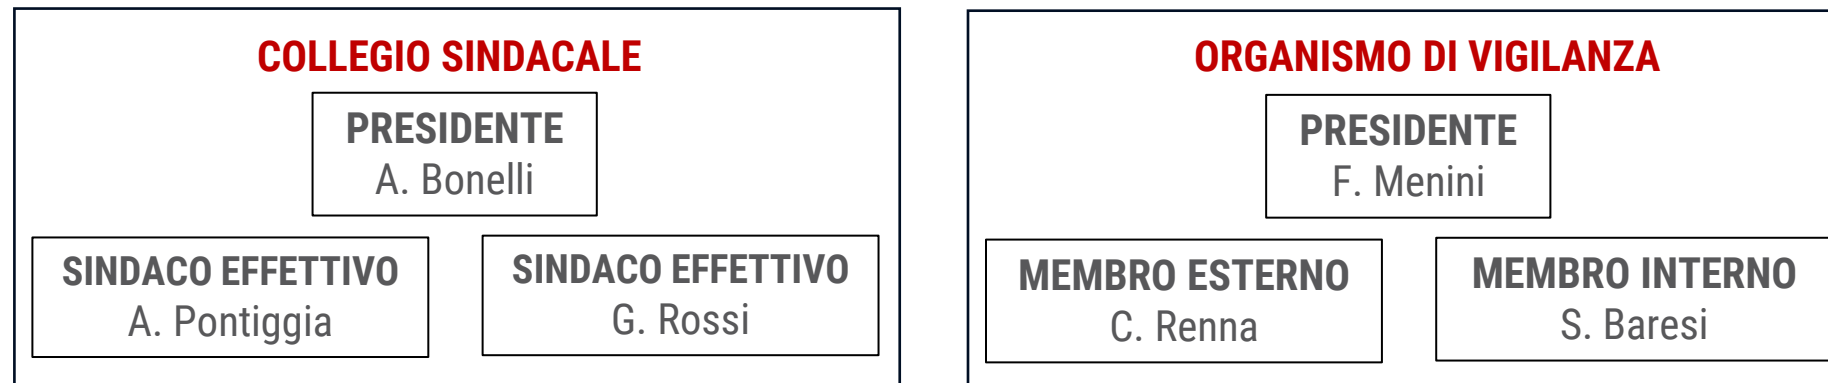 COLLEGIO SINDACALE
PRESIDENTE
A. Bonelli
SINDACO EFFETTIVO
A. Pontiggia
SINDACO EFFETTIVO
G. Rossi
ORGANISMO DI VIGILANZA
PRESIDENTE
F. Menini
MEMBRO ESTERNO
C. Renna
MEMBRO INTERNO
S. Baresi